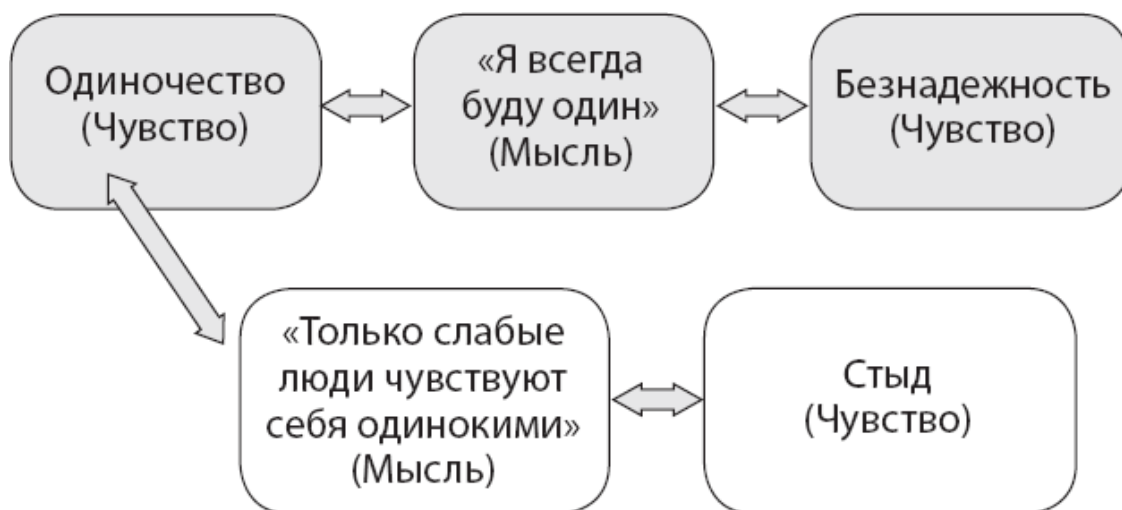 Одиночество
(Чувство)
«Я всегда
буду один»
(Мысль)
Безнадежность
(Чувство)
«Только слабые
люди чувствуют
себя одинокими»
(Мысль)
Стыд
(Чувство)